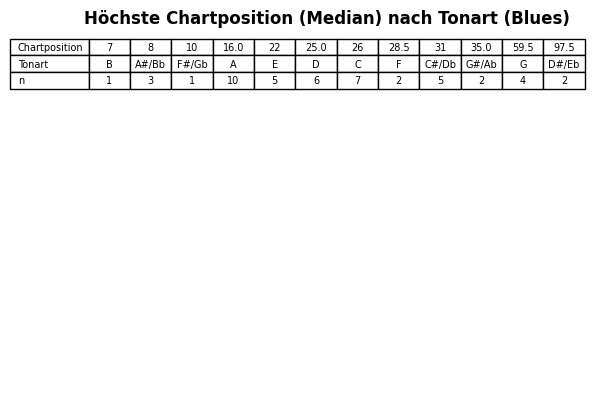 Höchste Chartposition (Median) nach Tonart (Blues)
Chartposition 7 8 10 16.0 22 25.0 26 28.5 31 35.0 59.5 97.5
Tonart B A#/Bb F#/Gb A E D C F C#/Db G#/Ab G D#/Eb
n 1 3 1 10 5 6 7 2 5 2 4 2